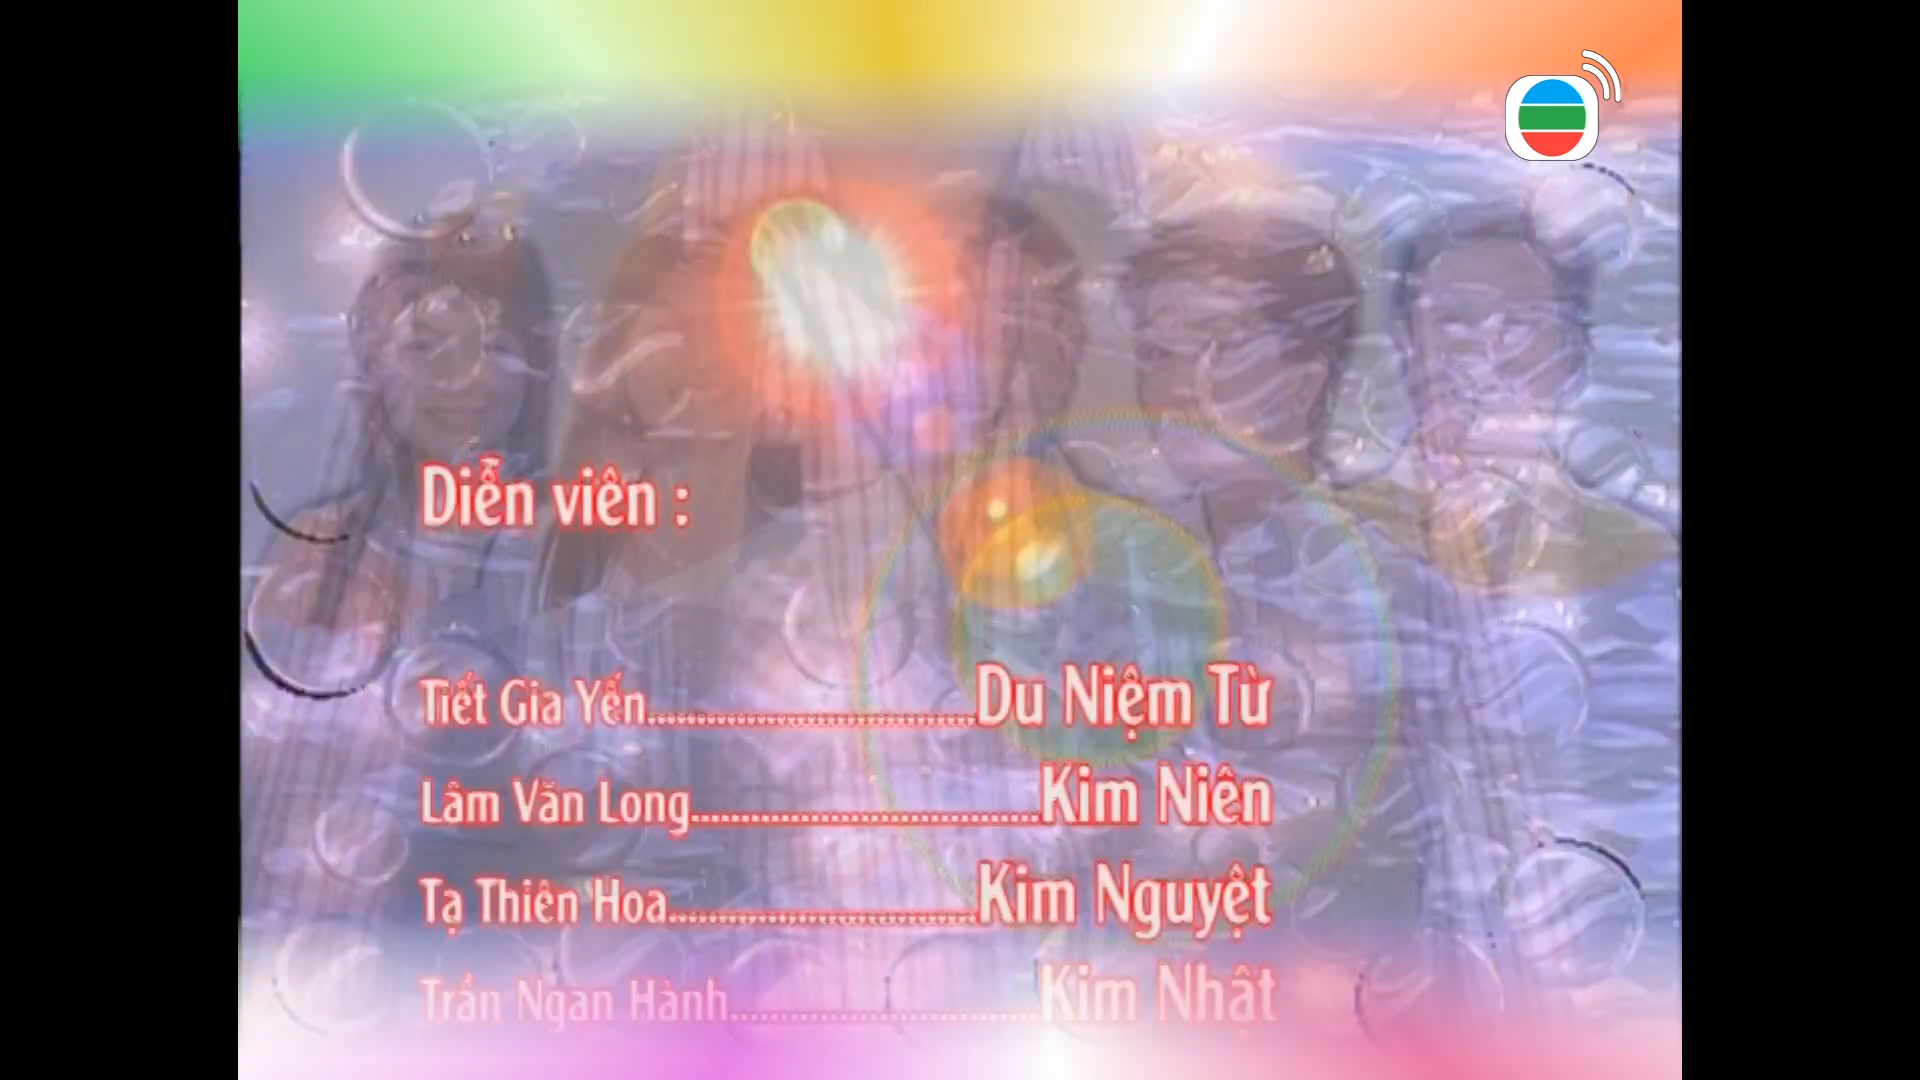 Diễn viên :
Tiết Gia Yến............................Du Niệm Từ
Lâm Văn Long..............................Kim Niên
Tạ Thiên Hoa..........................Kim Nguyệt
Trần Ngan Hành..........................Kim Nhật